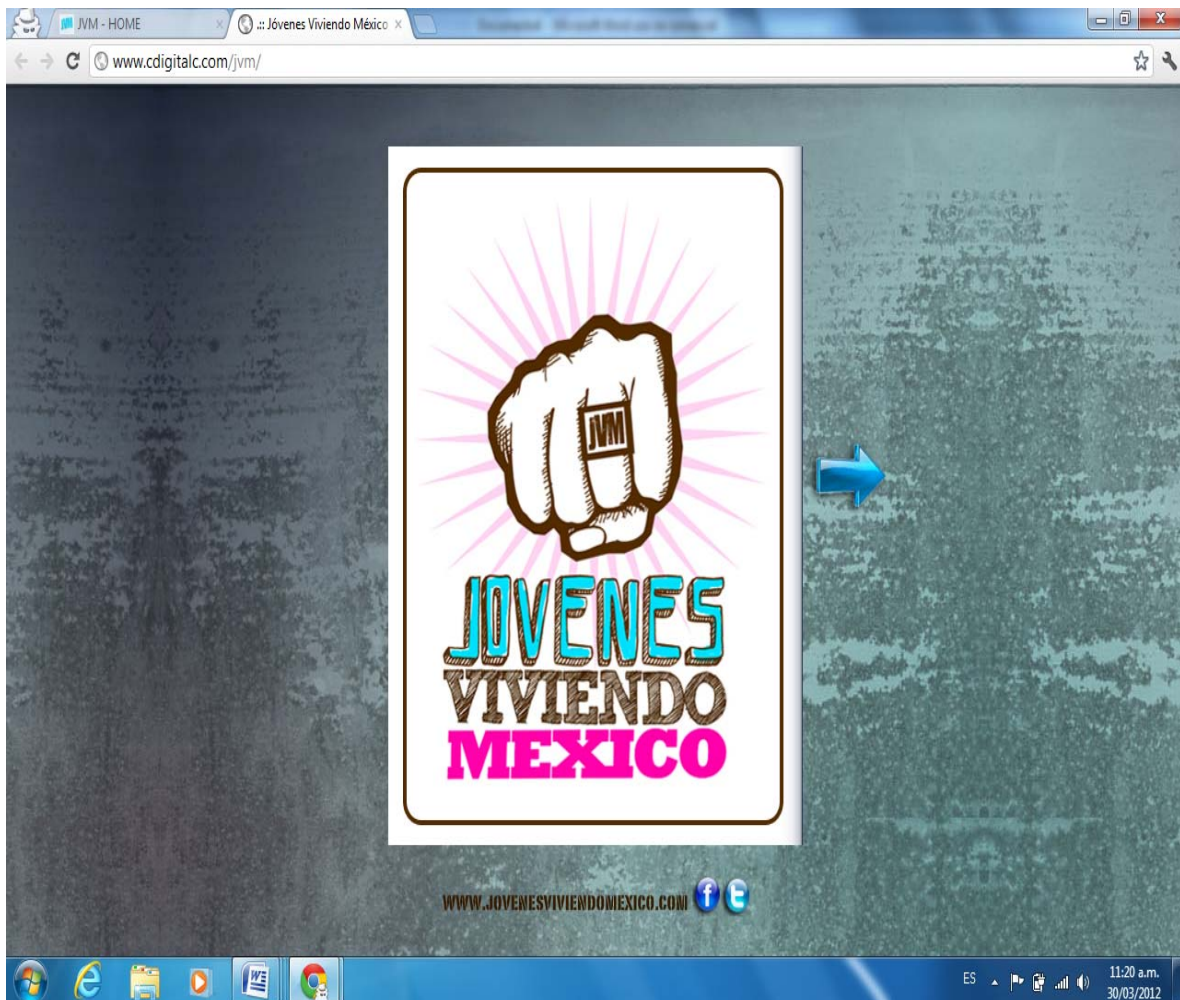 JVM - HOME
.:: Jóvenes Viviendo México
www.cdigitalc.com/jvm/
JVM
JOVENES
VIVIENDO
MEXICO
WWW.JOVENESVIVIENDOMEXICO.COM
ES
11:20 a.m.
30/03/2012